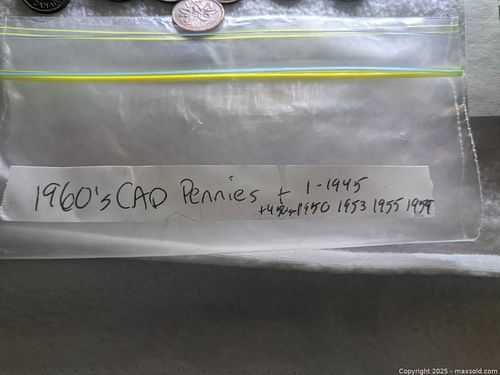 1960's CAD Pennies + 1-1945
1950 1953 1955 1959
Copyright © 2025 - maxsold.com